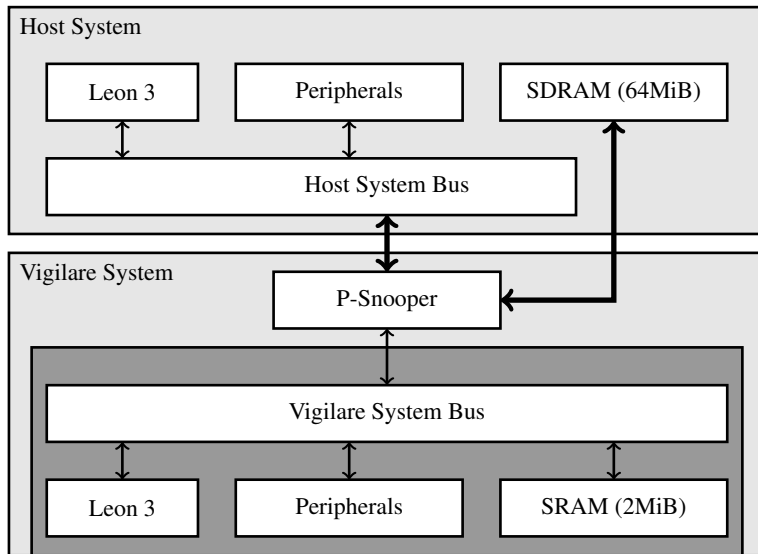 Host System
Leon 3
Peripherals
SDRAM (64MiB)
Host System Bus
Vigilare System
P-Snooper
Vigilare System Bus
Leon 3
Peripherals
SRAM (2MiB)